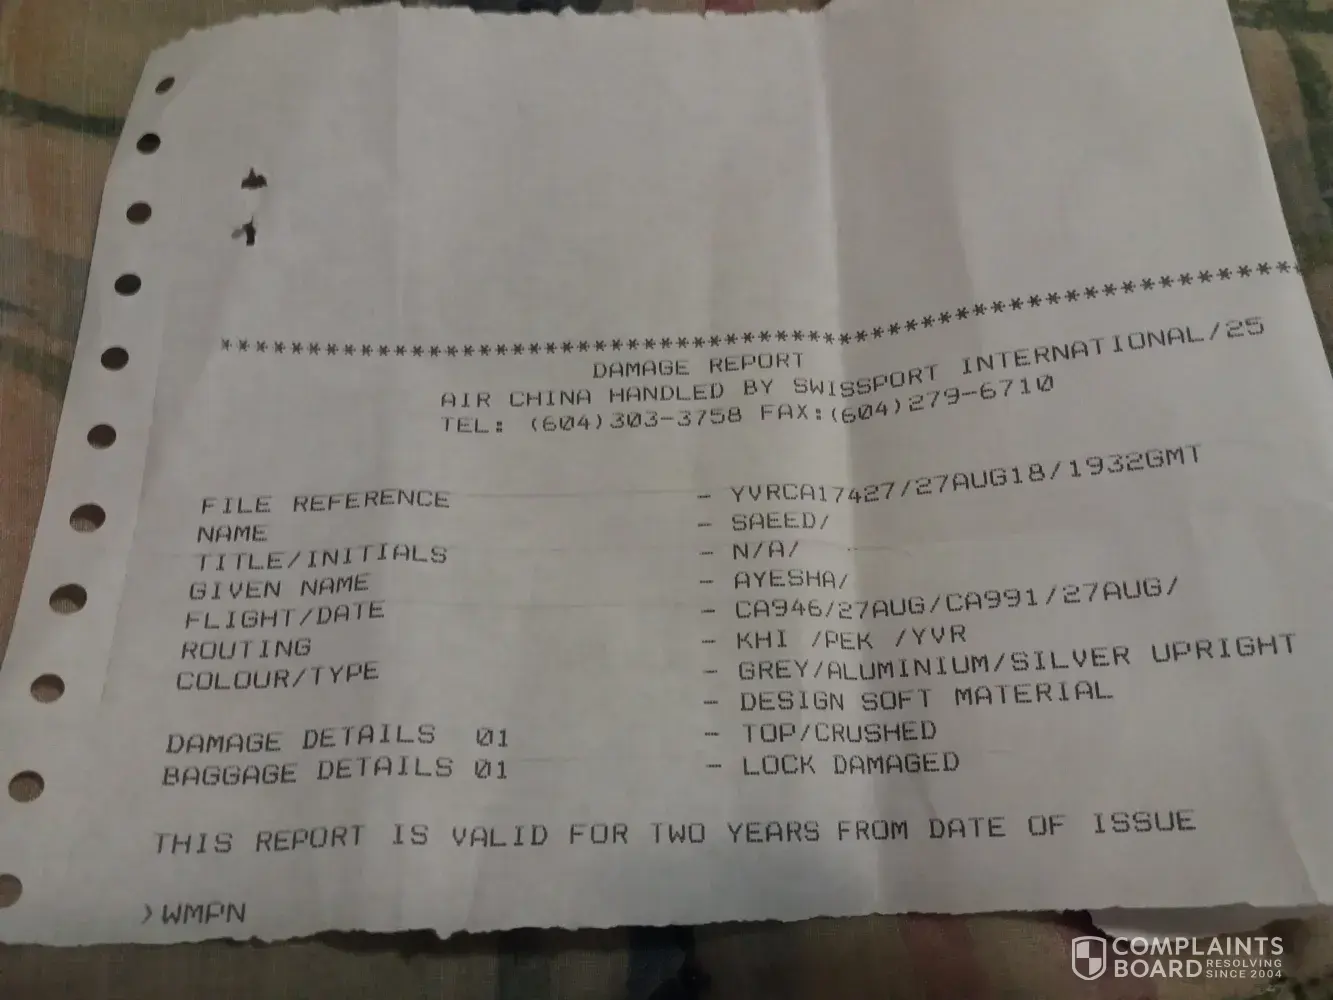 ************************************************************
DAMAGE REPORT
AIR CHINA HANDLED BY SWISSPORT INTERNATIONAL/25
TEL: (604)303-3758 FAX:(604)279-6710
FILE REFERENCE - YVRCA17427/27AUG18/1932GMT
NAME - SAEED/
TITLE/INITIALS - N/A/
GIVEN NAME - AYESHA/
FLIGHT/DATE - CA946/27AUG/CA991/27AUG/
ROUTING - KHI /PEK /YVR
COLOUR/TYPE - GREY/ALUMINIUM/SILVER UPRIGHT
- DESIGN SOFT MATERIAL
DAMAGE DETAILS 01 - TOP/CRUSHED
BAGGAGE DETAILS 01 - LOCK DAMAGED
THIS REPORT IS VALID FOR TWO YEARS FROM DATE OF ISSUE
>WMPN
COMPLAINTS
BOARD RESOLVING
SINCE 2004